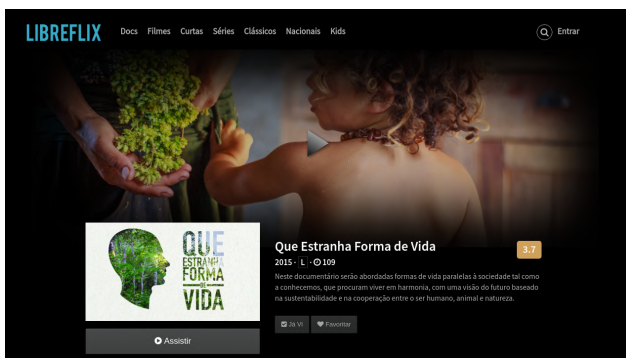 LIBREFLIX Docs Filmes Curtas Séries Clássicos Nacionais Kids Entrar
QUE
ESTRANHA
FORMA
DE
VIDA
Assistir
Que Estranha Forma de Vida 3.7
2015 · L · 109
Neste documentário serão abordadas formas de vida paralelas à sociedade tal como
a conhecemos, que procuram viver em harmonia, com uma visão do futuro baseado
na sustentabilidade e na cooperação entre o ser humano, animal e natureza.
Já Vi Favoritar